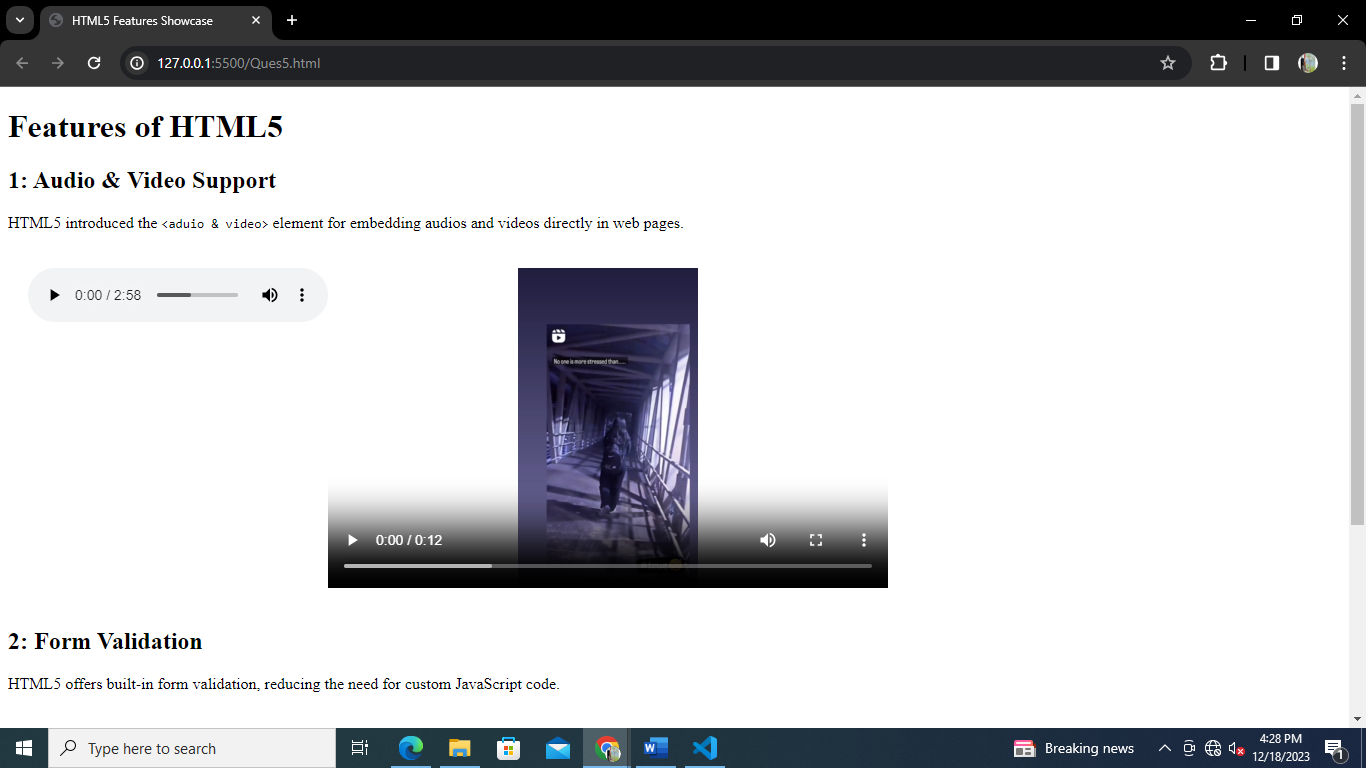 HTML5 Features Showcase
127.0.0.1:5500/Ques5.html
Features of HTML5
1: Audio & Video Support
HTML5 introduced the <aduio & video> element for embedding audios and videos directly in web pages.
0:00 / 2:58
No one is more stressed than.....
0:00 / 0:12
2: Form Validation
HTML5 offers built-in form validation, reducing the need for custom JavaScript code.
Type here to search
Breaking news
4:28 PM
12/18/2023
1